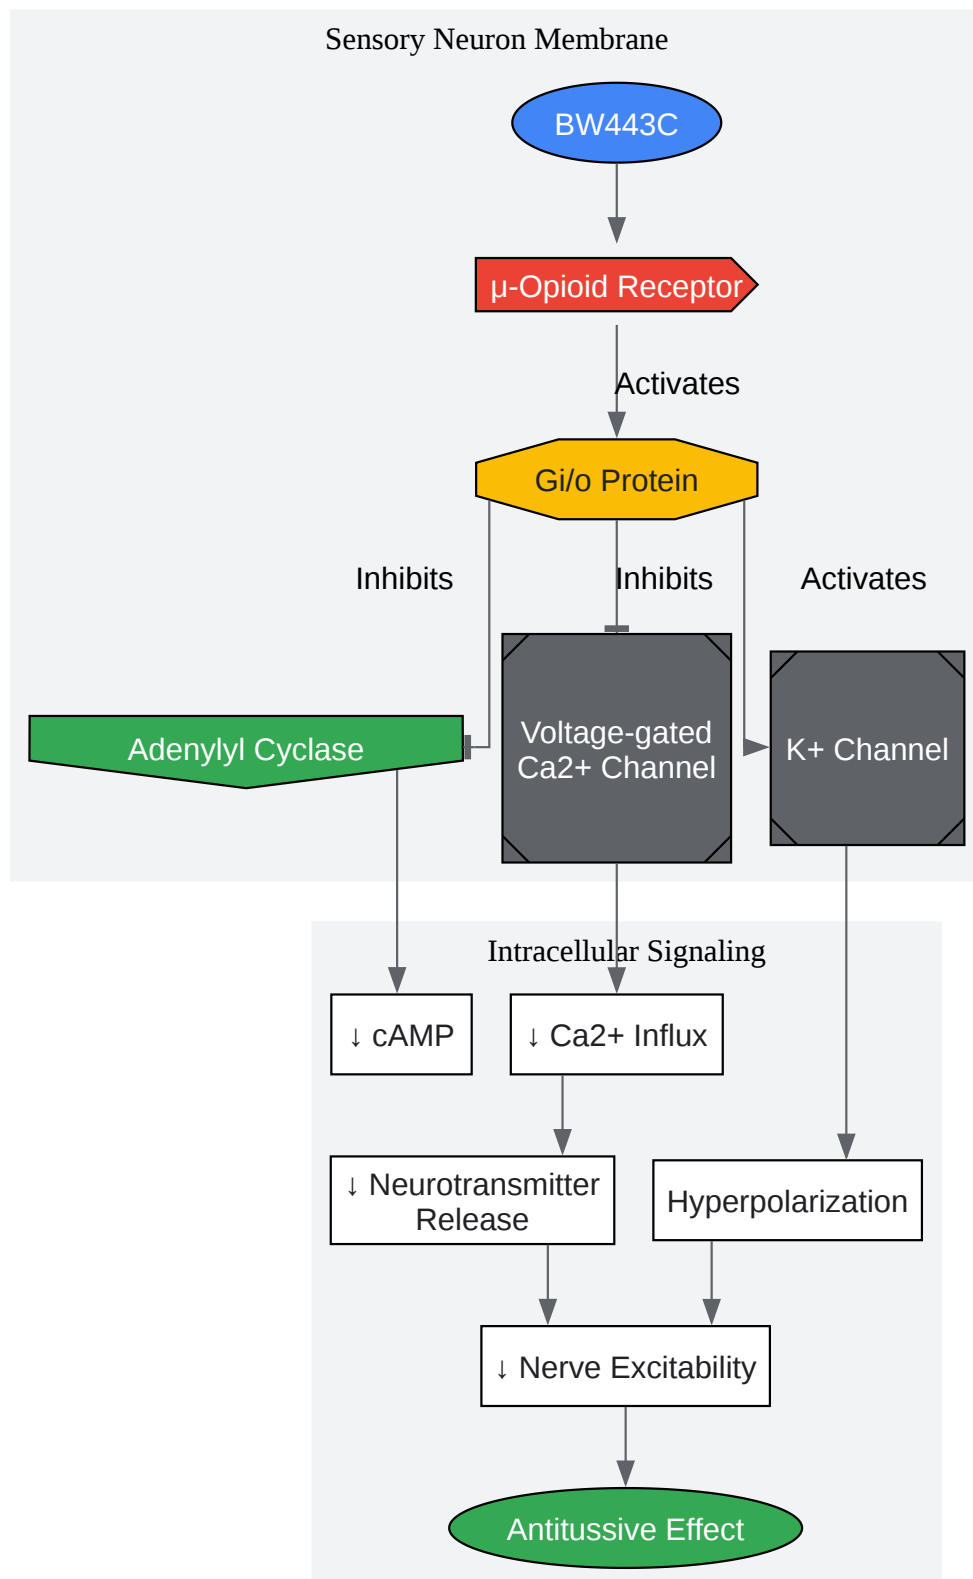 Sensory Neuron Membrane
BW443C
μ-Opioid Receptor
Activates
Gi/o Protein
Inhibits
Inhibits
Activates
Adenylyl Cyclase
Voltage-gated
Ca2+ Channel
K+ Channel
Intracellular Signaling
↓ cAMP
↓ Ca2+ Influx
↓ Neurotransmitter
Release
Hyperpolarization
↓ Nerve Excitability
Antitussive Effect